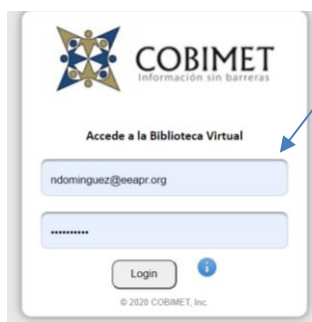 COBIMET
Información sin barreras
Accede a la Biblioteca Virtual
ndominguez@eeapr.org
••••••••••
Login
i
© 2020 COBIMET, Inc.